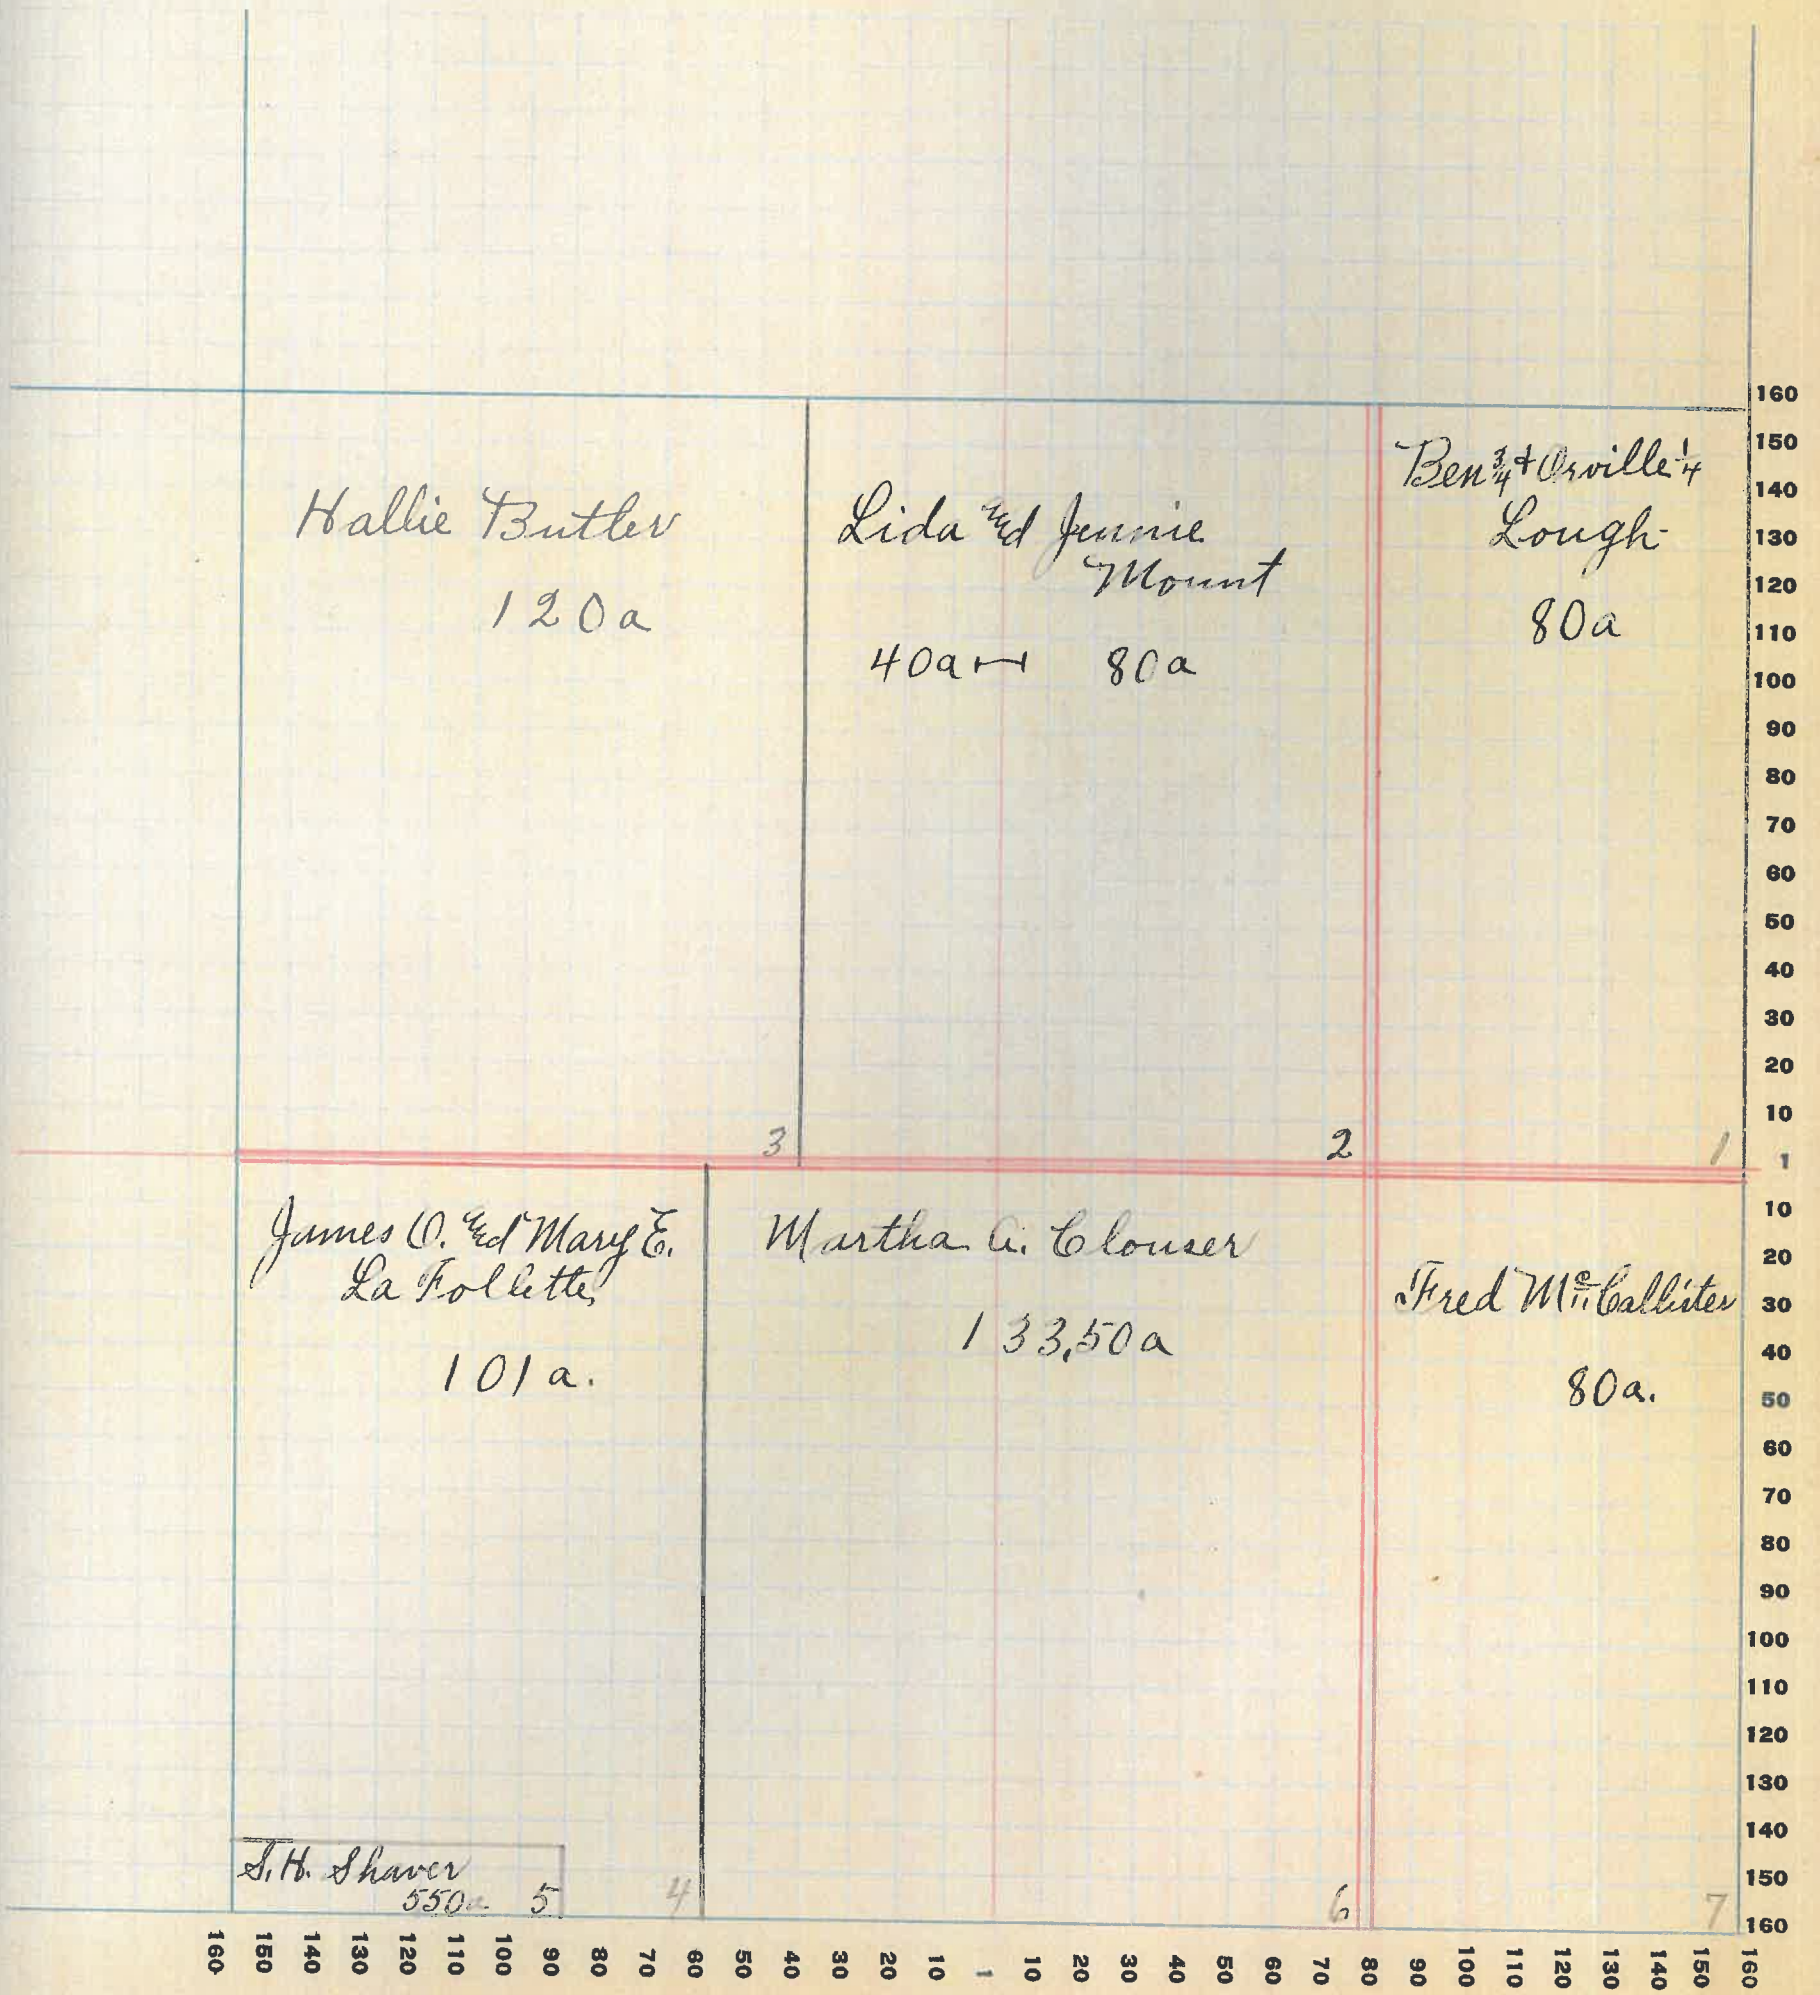 Hallie Butler
120a
3
Lida and Jennie
Mount
40a 80a
2
Ben 3/4 & Orville 1/4
Lough
80a
1
James O. and Mary E.
La Follette
101a.
4
S.H. Shaver
550a 5
Martha A. Clouser
133,50a
6
Fred McCallister
80a.
7
160
150
140
130
120
110
100
90
80
70
60
50
40
30
20
10
1
10
20
30
40
50
60
70
80
90
100
110
120
130
140
150
160
160 150 140 130 120 110 100 90 80 70 60 50 40 30 20 10 1 10 20 30 40 50 60 70 80 90 100 110 120 130 140 150 160